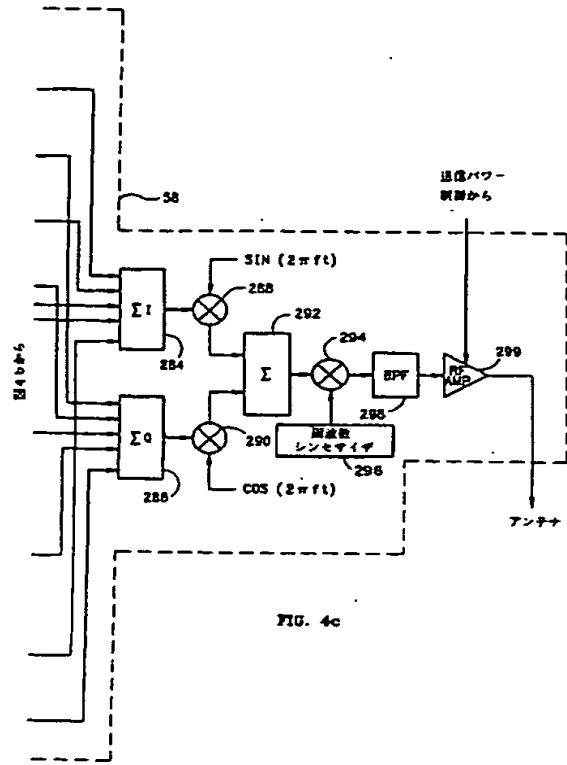 58
送信パワー
制御から
SIN (2πft)
288
292
294
299
ΣI
Σ
BPF
RF
AMP
284
298
図4bから
周波数
シンセサイザ
ΣQ
290
296
286
COS (2πft)
アンテナ
FIG. 4c